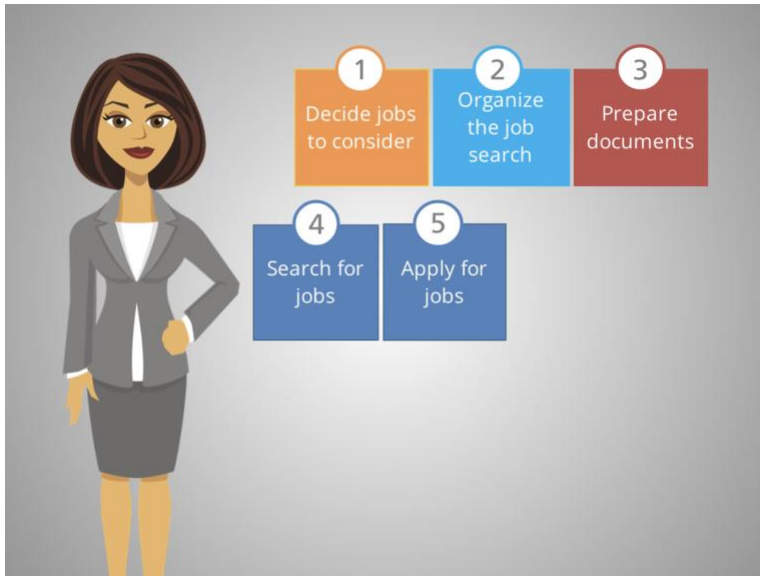 1
Decide jobs
to consider
2
Organize
the job
search
3
Prepare
documents
4
Search for
jobs
5
Apply for
jobs